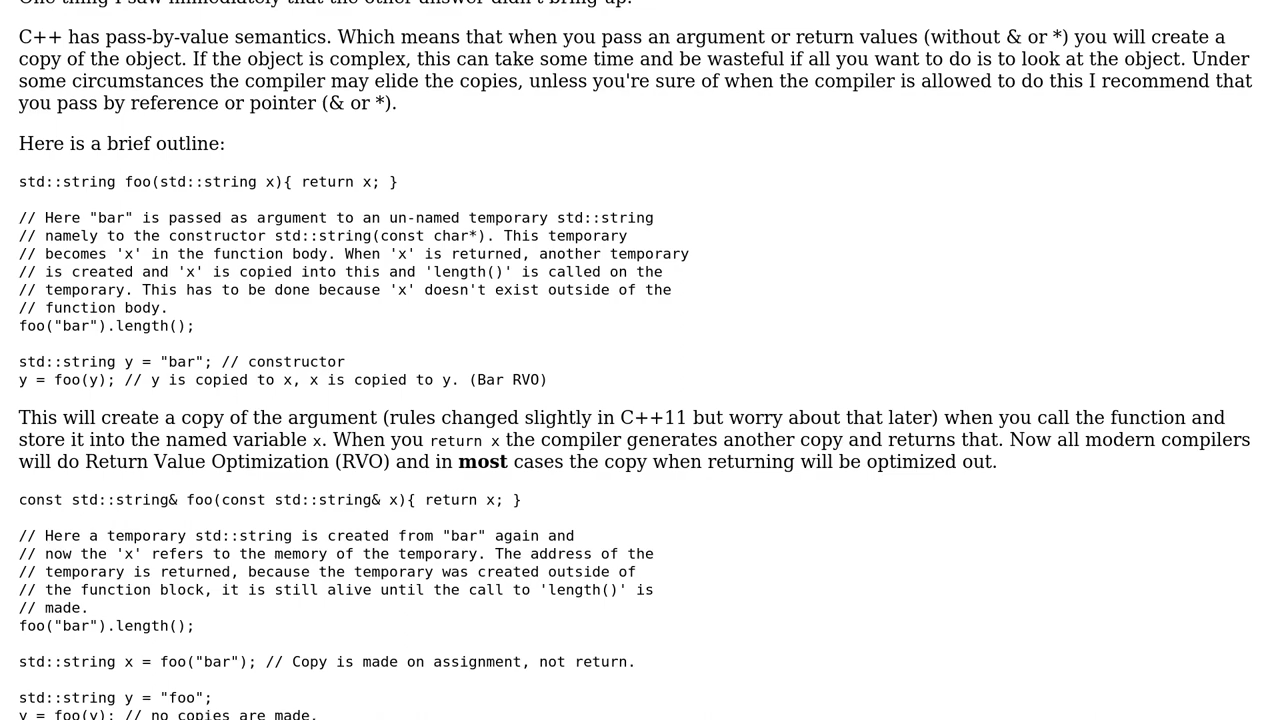 One thing I saw immediately that the other answer didn't bring up:
C++ has pass-by-value semantics. Which means that when you pass an argument or return values (without & or *) you will create a
copy of the object. If the object is complex, this can take some time and be wasteful if all you want to do is to look at the object. Under
some circumstances the compiler may elide the copies, unless you're sure of when the compiler is allowed to do this I recommend that
you pass by reference or pointer (& or *).
Here is a brief outline:
std::string foo(std::string x){ return x; }
// Here "bar" is passed as argument to an un-named temporary std::string
// namely to the constructor std::string(const char*). This temporary
// becomes 'x' in the function body. When 'x' is returned, another temporary
// is created and 'x' is copied into this and 'length()' is called on the
// temporary. This has to be done because 'x' doesn't exist outside of the
// function body.
foo("bar").length();
std::string y = "bar"; // constructor
y = foo(y); // y is copied to x, x is copied to y. (Bar RVO)
This will create a copy of the argument (rules changed slightly in C++11 but worry about that later) when you call the function and
store it into the named variable x. When you return x the compiler generates another copy and returns that. Now all modern compilers
will do Return Value Optimization (RVO) and in most cases the copy when returning will be optimized out.
const std::string& foo(const std::string& x){ return x; }
// Here a temporary std::string is created from "bar" again and
// now the 'x' refers to the memory of the temporary. The address of the
// temporary is returned, because the temporary was created outside of
// the function block, it is still alive until the call to 'length()' is
// made.
foo("bar").length();
std::string x = foo("bar"); // Copy is made on assignment, not return.
std::string y = "foo";
y = foo(y); // no copies are made.